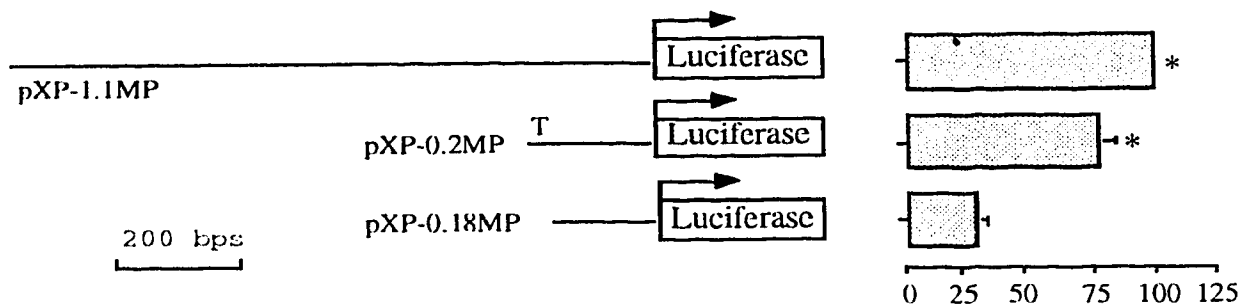 Luciferase *
pXP-1.1MP
T
pXP-0.2MP Luciferase *
pXP-0.18MP Luciferase
200 bps
0 25 50 75 100 125